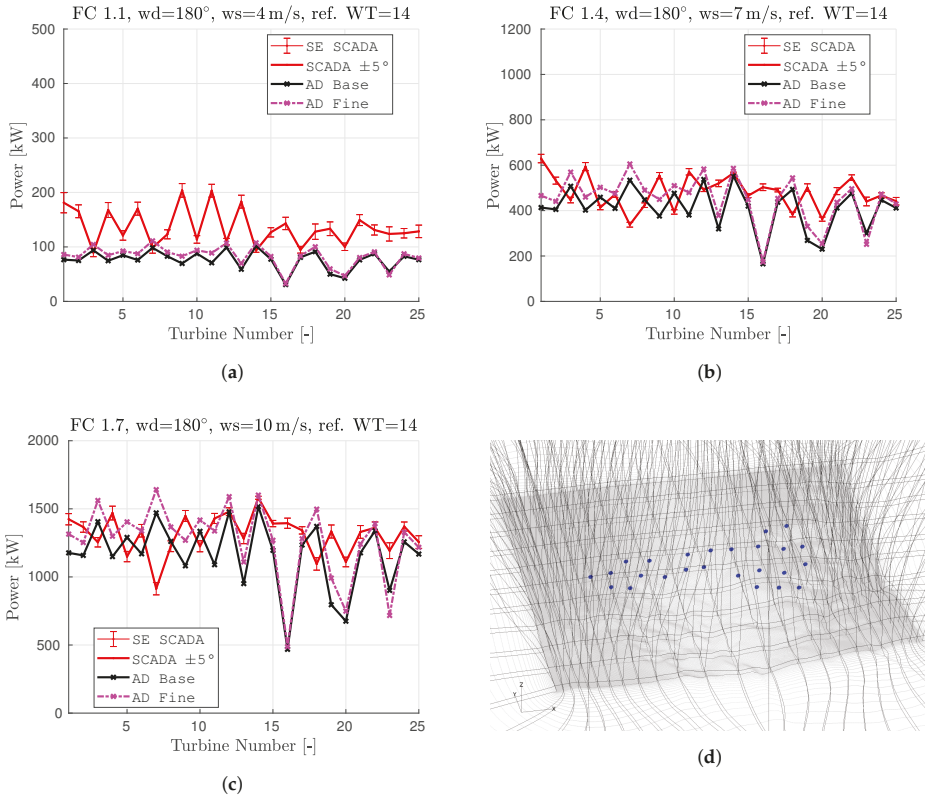 FC 1.1, wd=180°, ws=4 m/s, ref. WT=14
500
400
300
200
100
0
Power [kW]
SE SCADA
SCADA ±5°
AD Base
AD Fine
5
10
15
20
25
Turbine Number [-]
(a)
FC 1.4, wd=180°, ws=7 m/s, ref. WT=14
1200
1000
800
600
400
200
0
Power [kW]
SE SCADA
SCADA ±5°
AD Base
AD Fine
5
10
15
20
25
Turbine Number [-]
(b)
FC 1.7, wd=180°, ws=10 m/s, ref. WT=14
2000
1500
1000
500
0
Power [kW]
SE SCADA
SCADA ±5°
AD Base
AD Fine
5
10
15
20
25
Turbine Number [-]
(c)
Z
Y
X
(d)